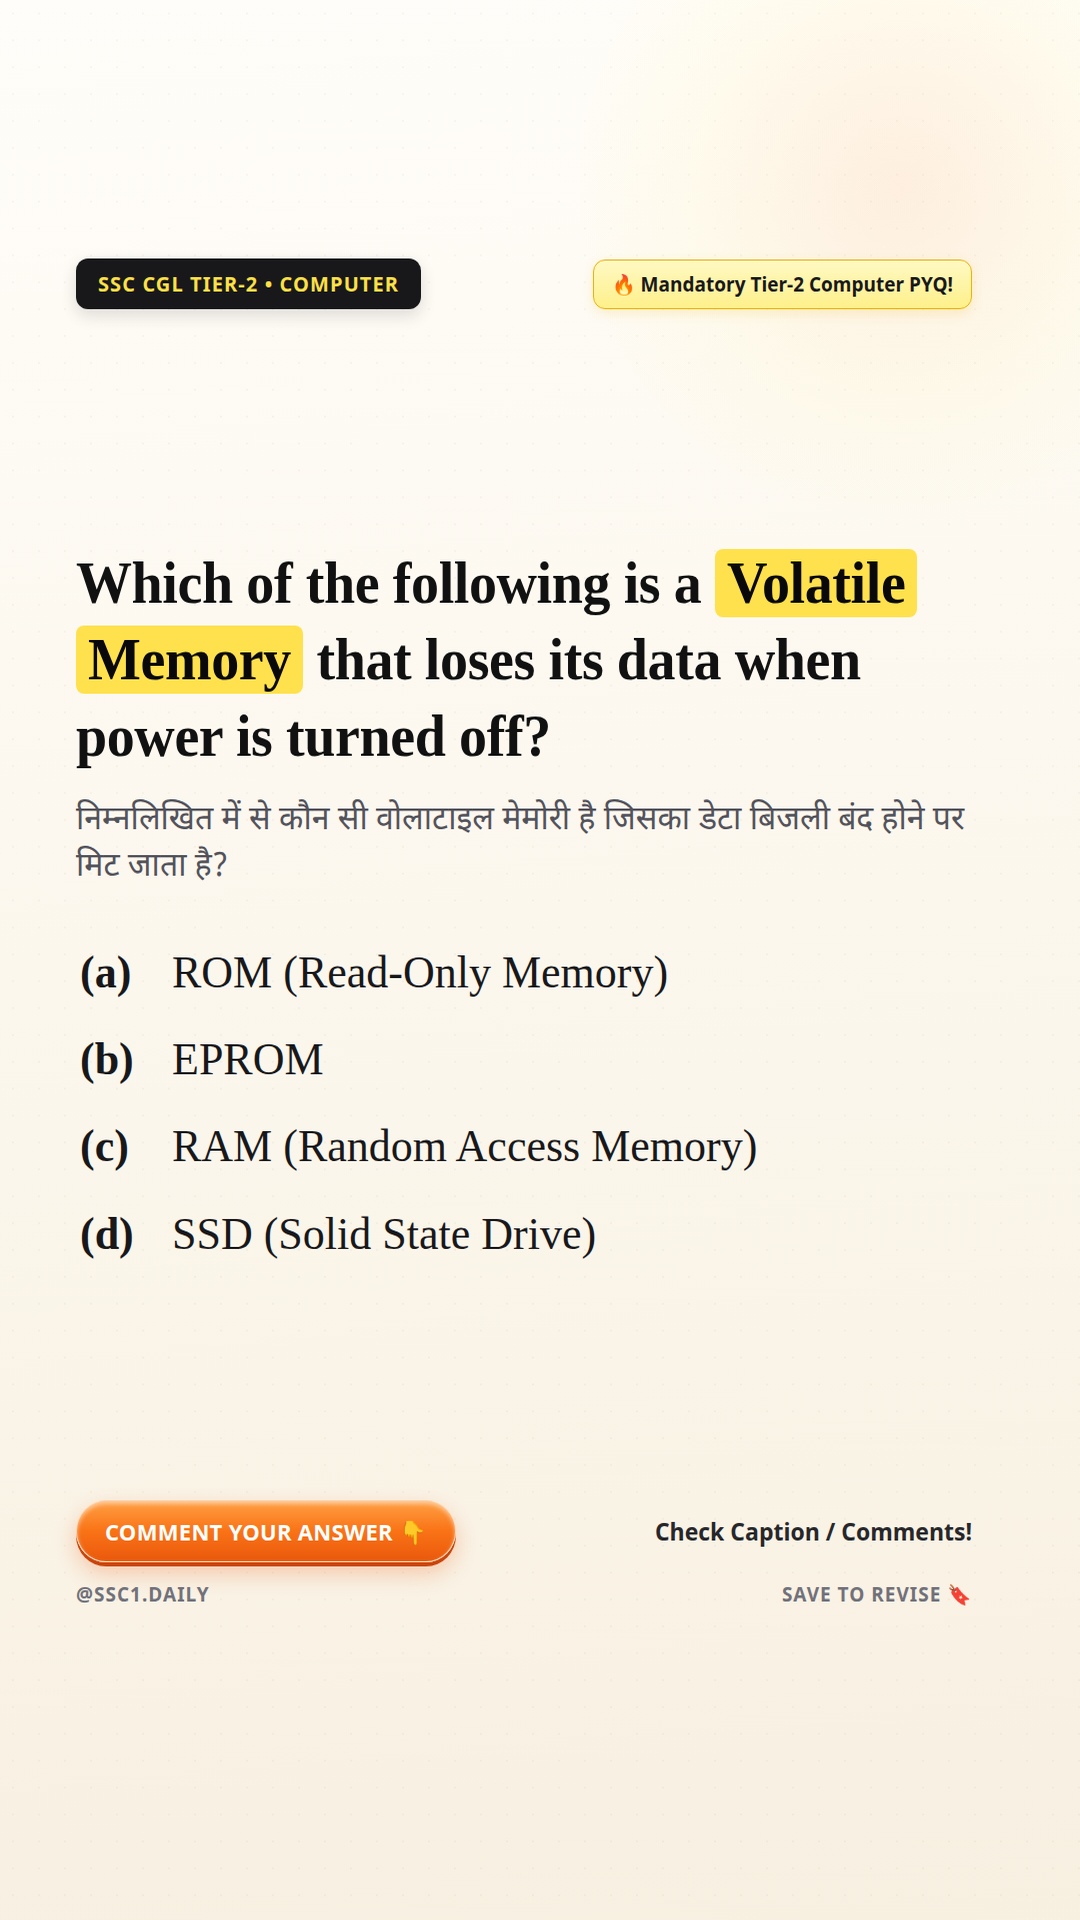 SSC CGL TIER-2 • COMPUTER
🔥 Mandatory Tier-2 Computer PYQ!
Which of the following is a Volatile
Memory that loses its data when
power is turned off?
निम्नलिखित में से कौन सी वोलाटाइल मेमोरी है जिसका डेटा बिजली बंद होने पर
मिट जाता है?
(a) ROM (Read-Only Memory)
(b) EPROM
(c) RAM (Random Access Memory)
(d) SSD (Solid State Drive)
COMMENT YOUR ANSWER 👇
Check Caption / Comments!
@SSC1.DAILY
SAVE TO REVISE 🔖